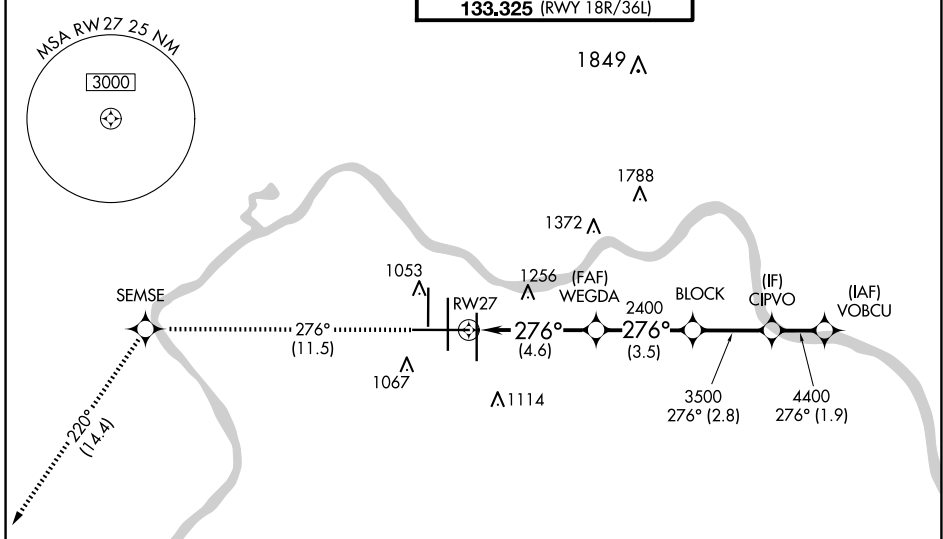 133.325 (RWY 18R/36L)
MSA RW27 25 NM
3000
1849
1788
1372
1053
1256
(FAF)
WEGDA
SEMSE
RW27
2400
BLOCK
(IF)
CIPVO
(IAF)
VOBCU
276°
(11.5)
276°
(4.6)
276°
(3.5)
1067
1114
3500
276° (2.8)
4400
276° (1.9)
220°
(14.4)